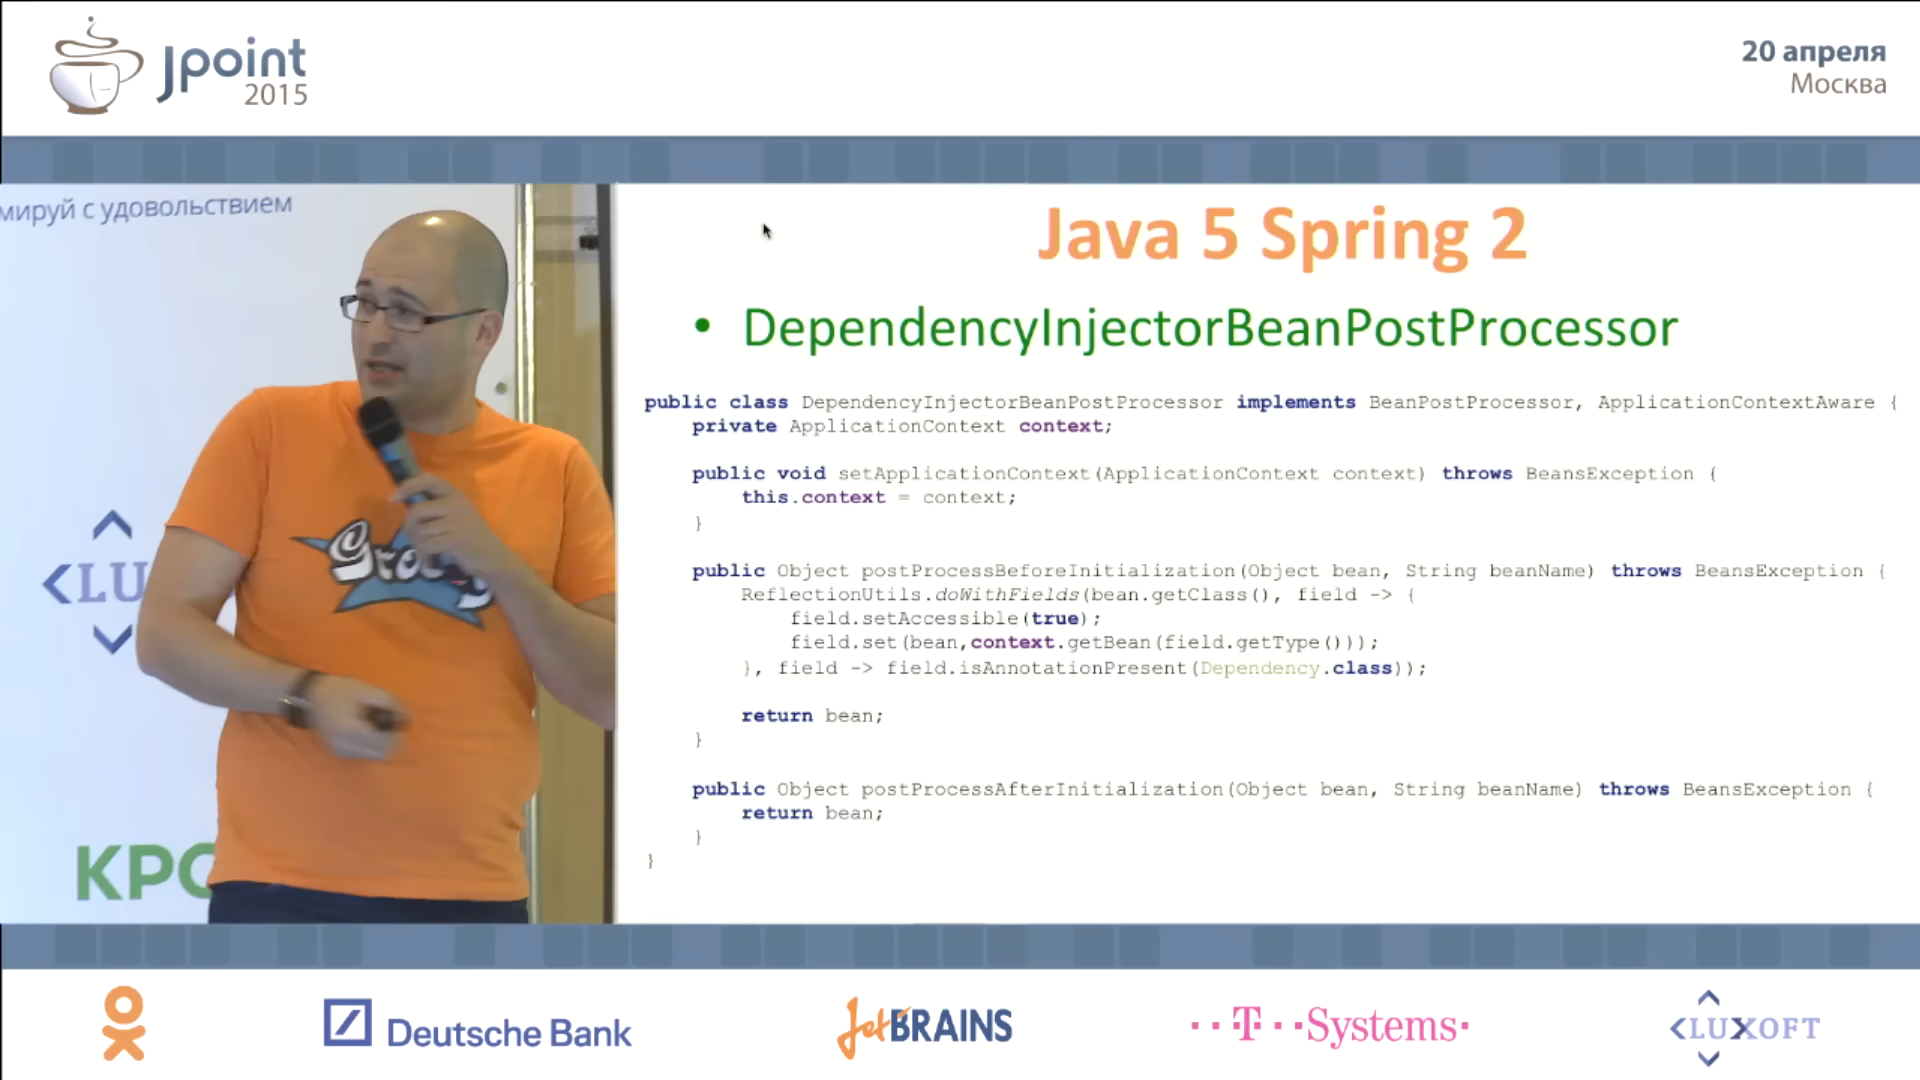 Jpoint
2015
20 апреля
Москва
мируй с удовольствием
Java 5 Spring 2
• DependencyInjectorBeanPostProcessor
public class DependencyInjectorBeanPostProcessor implements BeanPostProcessor, ApplicationContextAware {
private ApplicationContext context;
public void setApplicationContext(ApplicationContext context) throws BeansException {
this.context = context;
}
public Object postProcessBeforeInitialization(Object bean, String beanName) throws BeansException {
ReflectionUtils.doWithFields(bean.getClass(), field -> {
field.setAccessible(true);
field.set(bean,context.getBean(field.getType()));
}, field -> field.isAnnotationPresent(Dependency.class));
return bean;
}
public Object postProcessAfterInitialization(Object bean, String beanName) throws BeansException {
return bean;
}
}
<LU
КРО
Deutsche Bank
JetBRAINS
··T··Systems·
<LUXOFT